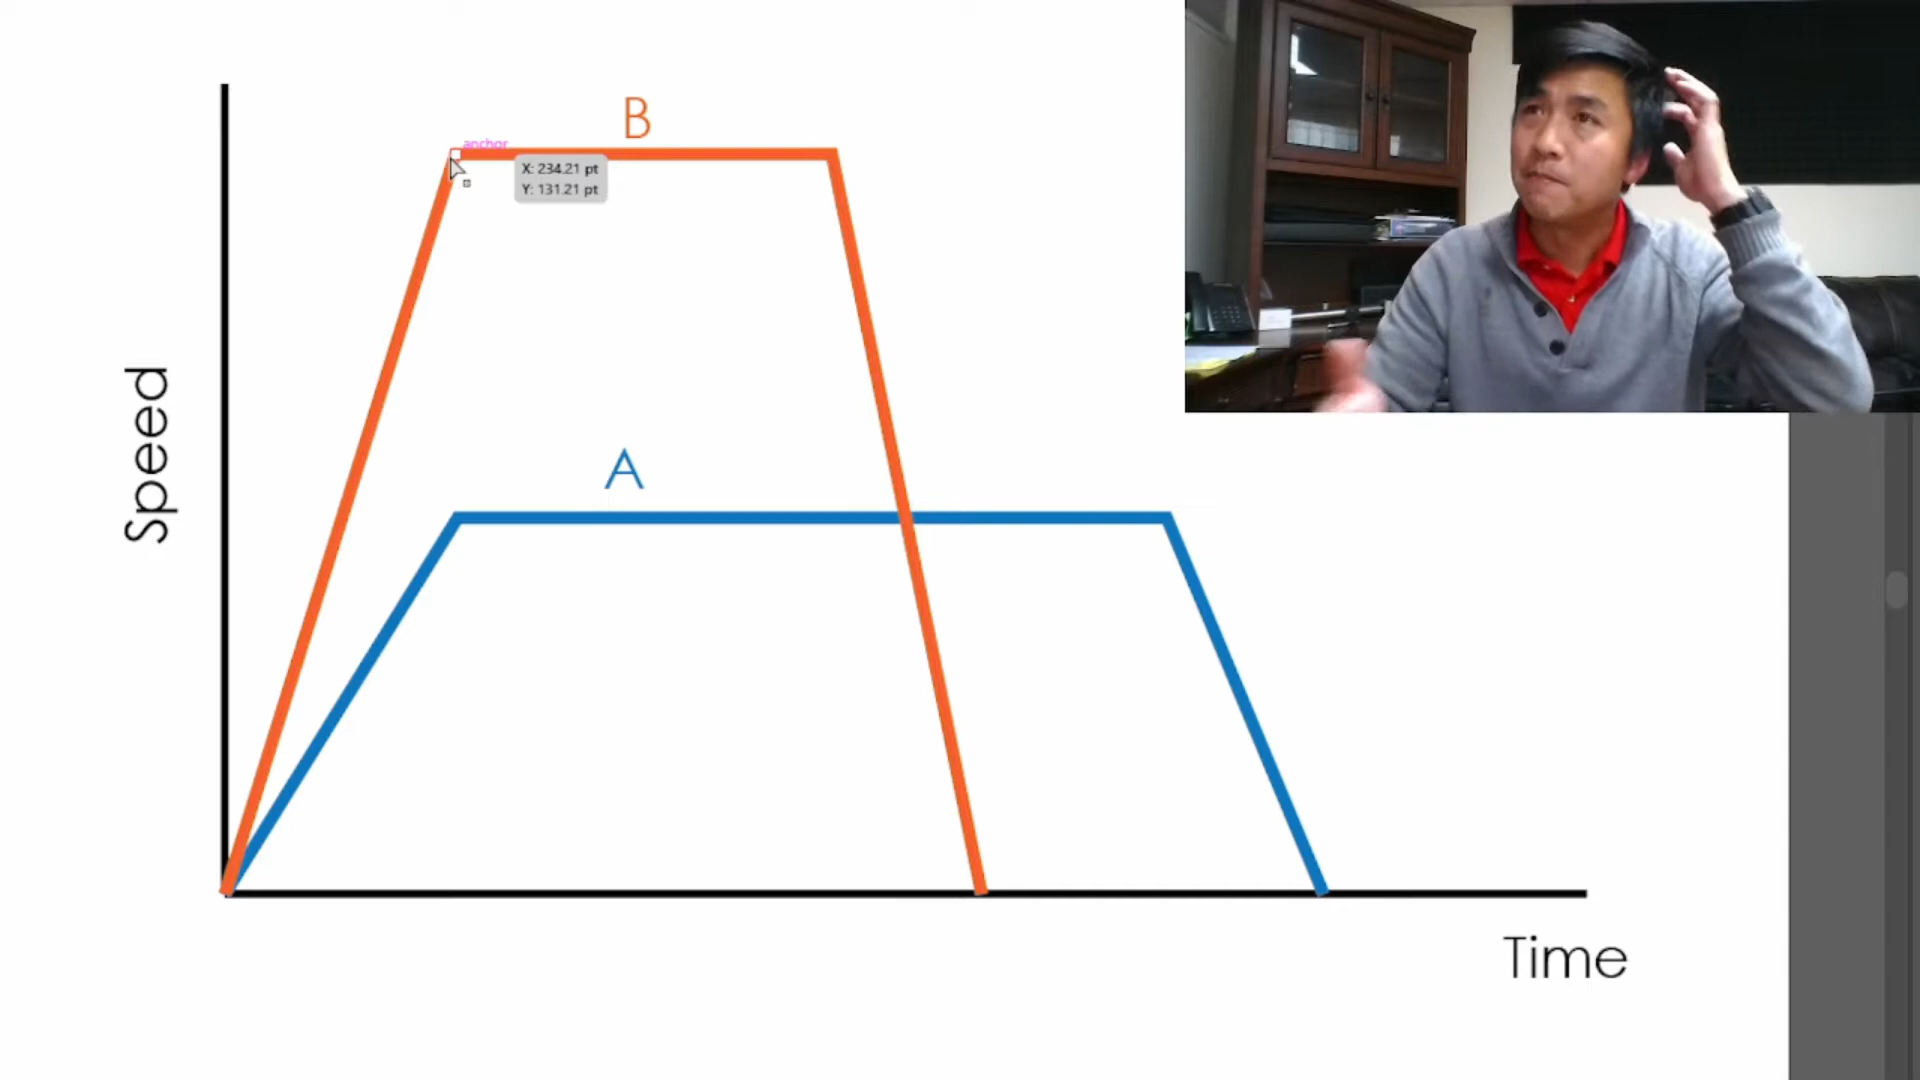 B
anchor
X: 234.21 pt
Y: 131.21 pt
A
Speed
Time